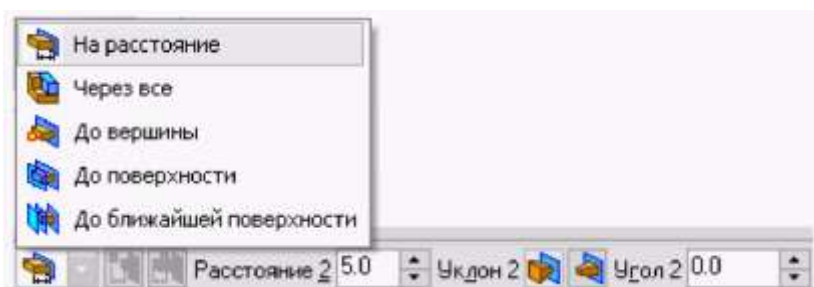 На расстояние
Через все
До вершины
До поверхности
До ближайшей поверхности
Расстояние 2 5.0 Уклон 2 Угол 2 0.0